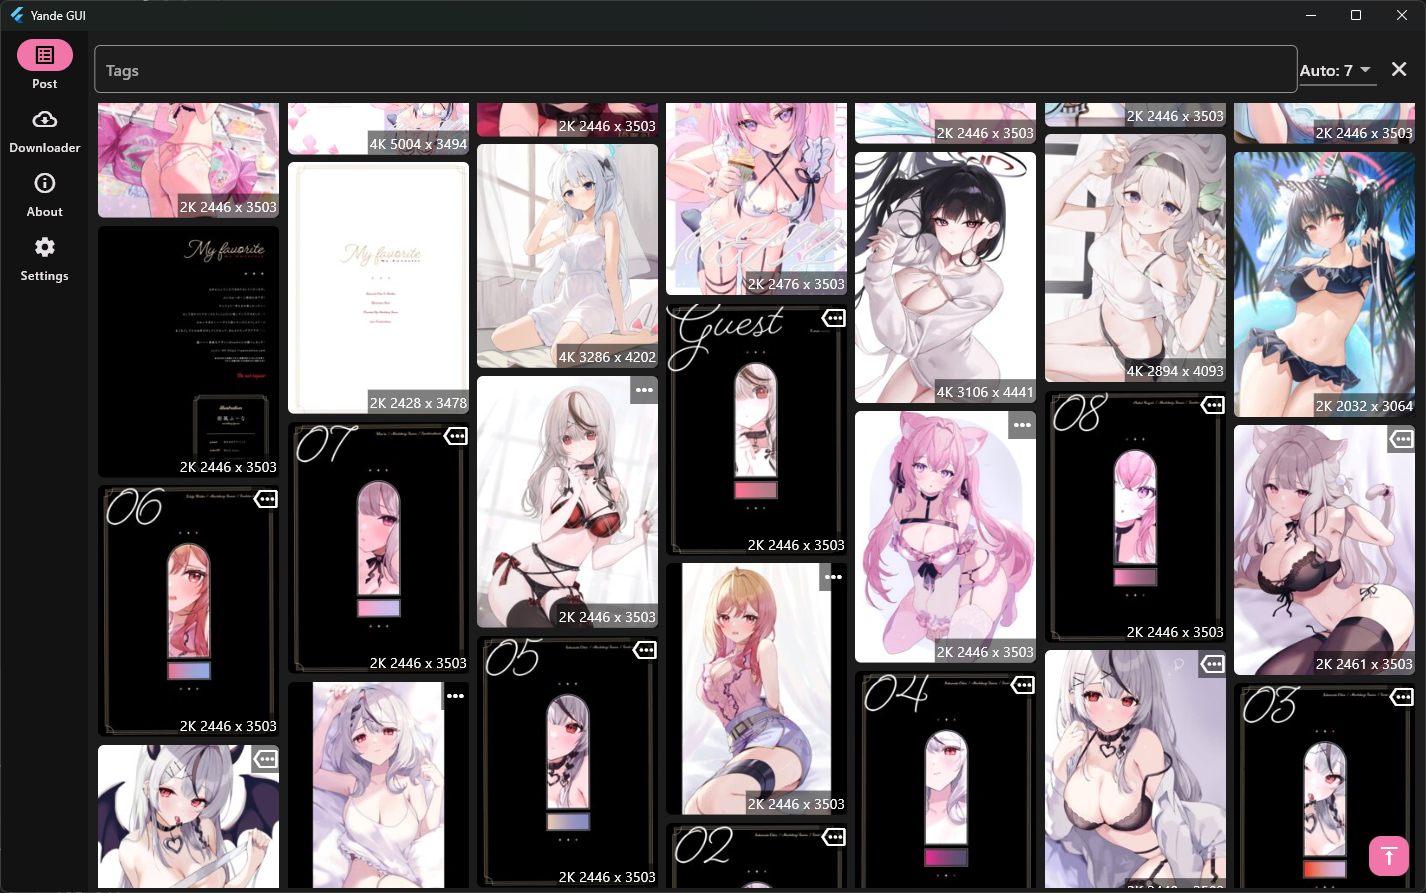 Yande GUI
Post
Downloader
About
Settings
Tags
Auto: 7
2K 2446 x 3503
4K 5004 x 3494
2K 2446 x 3503
2K 2446 x 3503
2K 2446 x 3503
2K 2446 x 3503
My favorite
2K 2446 x 3503
My favorite
My Favorite
2K 2428 x 3478
4K 3286 x 4202
2K 2476 x 3503
4K 3106 x 4441
4K 2894 x 4093
2K 2032 x 3064
06
2K 2446 x 3503
07
2K 2446 x 3503
2K 2446 x 3503
Guest
2K 2446 x 3503
2K 2446 x 3503
08
2K 2446 x 3503
2K 2461 x 3503
05
2K 2446 x 3503
2K 2446 x 3503
02
04
03